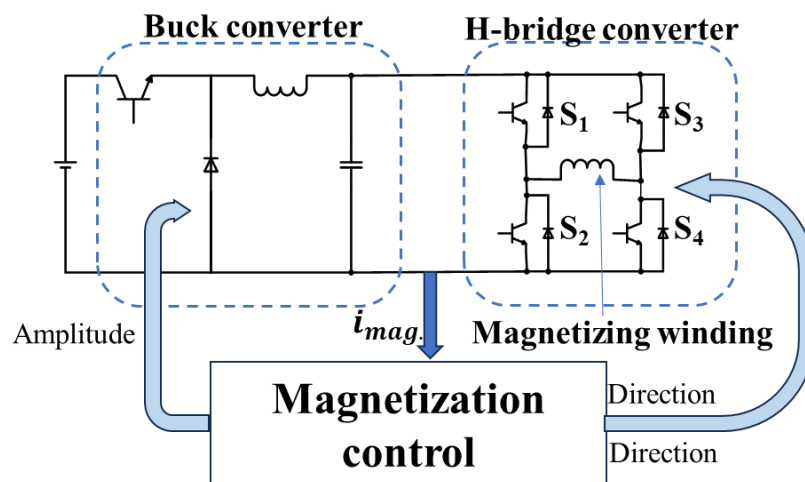 Buck converter
H-bridge converter
S1
S3
S2
S4
Amplitude
imag.
Magnetizing winding
Magnetization
control
Direction
Direction